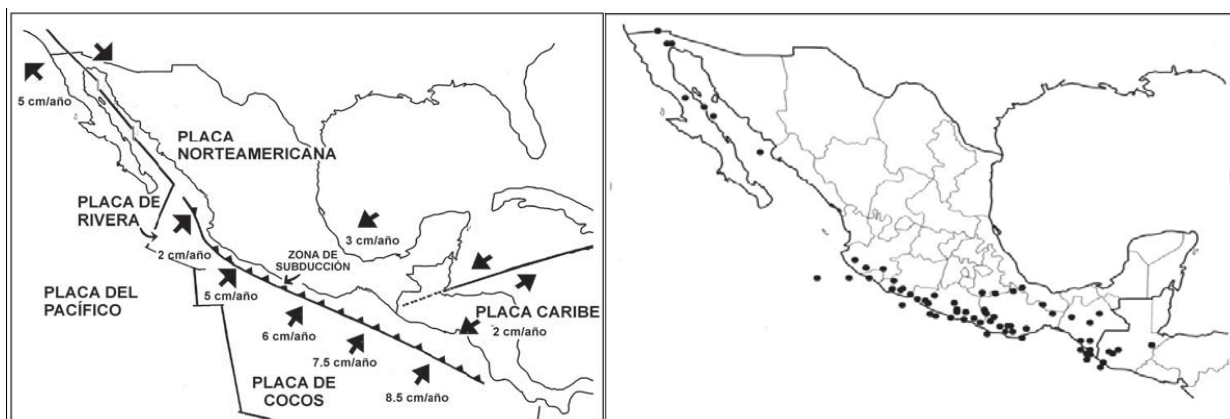 5 cm/año
PLACA
NORTEAMERICANA
PLACA DE
RIVERA
2 cm/año
3 cm/año
ZONA DE
SUBDUCCIÓN
5 cm/año
PLACA DEL
PACÍFICO
6 cm/año
PLACA CARIBE
2 cm/año
7.5 cm/año
PLACA DE
COCOS
8.5 cm/año